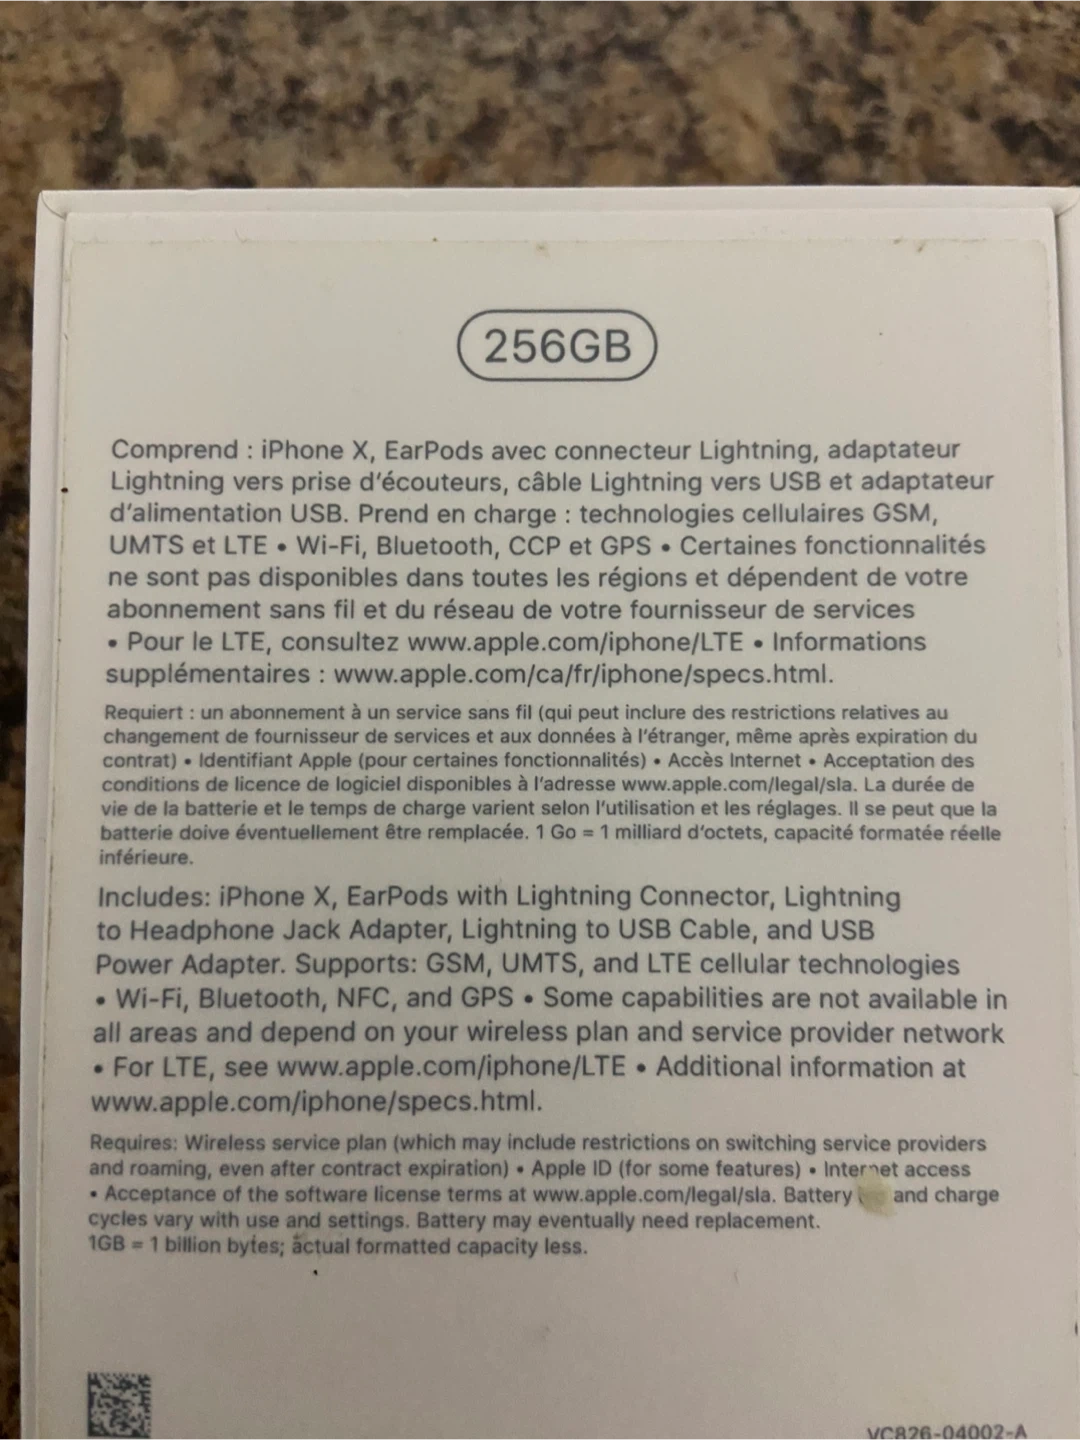 256GB
Comprend : iPhone X, EarPods avec connecteur Lightning, adaptateur
Lightning vers prise d'écouteurs, câble Lightning vers USB et adaptateur
d'alimentation USB. Prend en charge : technologies cellulaires GSM,
UMTS et LTE • Wi-Fi, Bluetooth, CCP et GPS • Certaines fonctionnalités
ne sont pas disponibles dans toutes les régions et dépendent de votre
abonnement sans fil et du réseau de votre fournisseur de services
• Pour le LTE, consultez www.apple.com/iphone/LTE • Informations
supplémentaires : www.apple.com/ca/fr/iphone/specs.html.
Requiert : un abonnement à un service sans fil (qui peut inclure des restrictions relatives au
changement de fournisseur de services et aux données à l'étranger, même après expiration du
contrat) • Identifiant Apple (pour certaines fonctionnalités) • Accès Internet • Acceptation des
conditions de licence de logiciel disponibles à l'adresse www.apple.com/legal/sla. La durée de
vie de la batterie et le temps de charge varient selon l'utilisation et les réglages. Il se peut que la
batterie doive éventuellement être remplacée. 1 Go = 1 milliard d'octets, capacité formatée réelle
inférieure.
Includes: iPhone X, EarPods with Lightning Connector, Lightning
to Headphone Jack Adapter, Lightning to USB Cable, and USB
Power Adapter. Supports: GSM, UMTS, and LTE cellular technologies
• Wi-Fi, Bluetooth, NFC, and GPS • Some capabilities are not available in
all areas and depend on your wireless plan and service provider network
• For LTE, see www.apple.com/iphone/LTE • Additional information at
www.apple.com/iphone/specs.html.
Requires: Wireless service plan (which may include restrictions on switching service providers
and roaming, even after contract expiration) • Apple ID (for some features) • Internet access
• Acceptance of the software license terms at www.apple.com/legal/sla. Battery and charge
cycles vary with use and settings. Battery may eventually need replacement.
1GB = 1 billion bytes; actual formatted capacity less.
VC826-04002-A